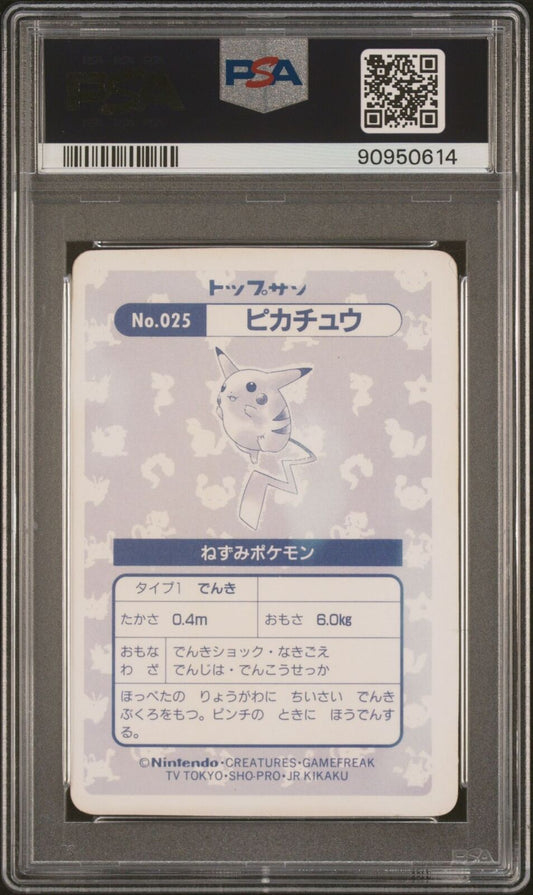 PSA
90950614
トップサン
No.025 ピカチュウ
ねずみポケモン
タイプ1 でんき
たかさ 0.4m おもさ 6.0kg
おもな わざ でんきショック・なきごえ
でんじは・でんこうせっか
ほっぺたの りょうがわに ちいさい でんき
ぶくろをもつ。ピンチの ときに ほうでんす
る。
©Nintendo・CREATURES・GAMEFREAK
TV TOKYO・SHO-PRO・JR KIKAKU
PSA